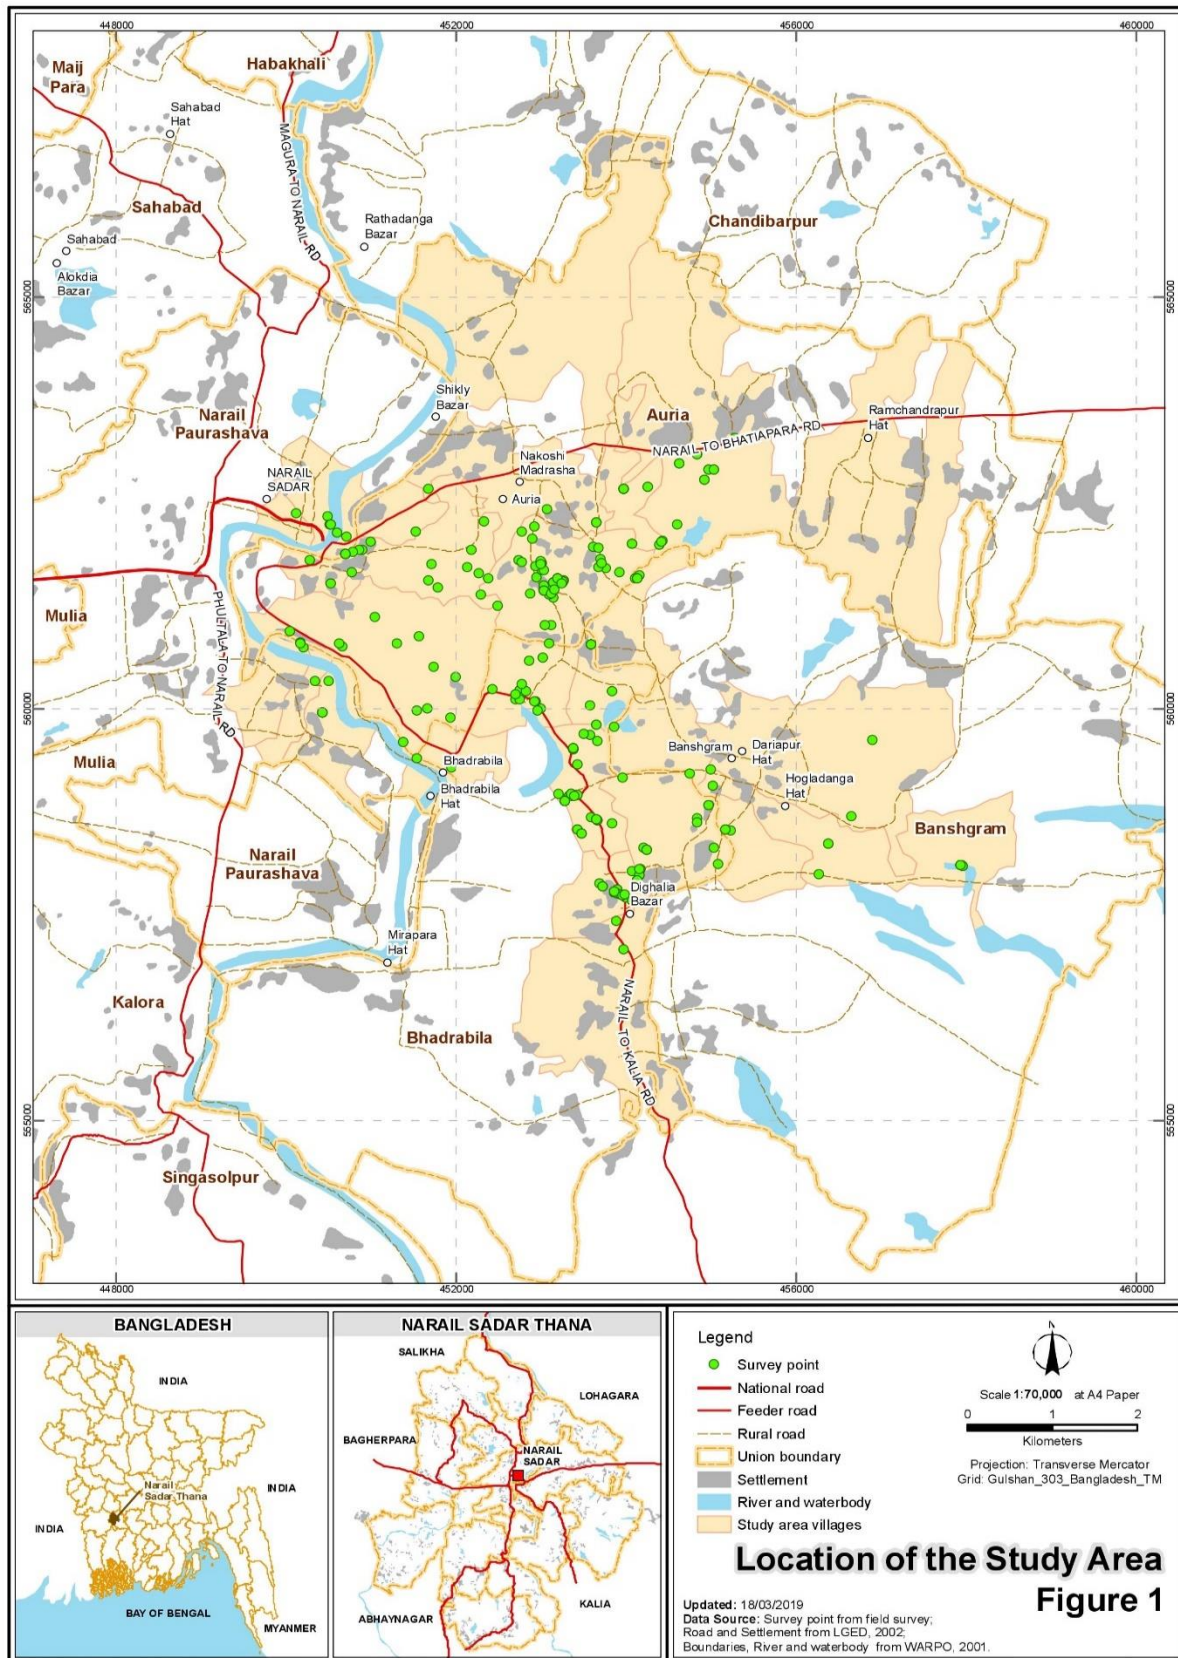 448000
452000
456000
460000
Maij
Para
Habakhali
Sahabad
Hat
MAGURA TO NARAIL RD
Sahabad
Rathadanga
Bazar
Chandibarpur
Sahabad
Alokdia
Bazar
565000
565000
Shikly
Bazar
Narail
Paurashava
Auria
Ramchandrapur
Hat
NARAIL TO BHATIAPARA RD
Nakoshi
Madrasha
NARAIL
SADAR
Auria
Mulia
PHULTALA TO NARAIL RD
560000
560000
Mulia
Banshgram
Dariapur
Hat
Bhadrabila
Bhadrabila
Hat
Hogladanga
Hat
Banshgram
Narail
Paurashava
Dighalia
Bazar
Mirapara
Hat
Kalora
Bhadrabila
NARAIL TO KALIA RD
555000
555000
Singasolpur
448000
452000
456000
460000
BANGLADESH
INDIA
Narail
Sadar Thana
INDIA
INDIA
BAY OF BENGAL
MYANMER
NARAIL SADAR THANA
SALIKHA
LOHAGARA
BAGHERPARA
NARAIL
SADAR
ABHAYNAGAR
KALIA
Legend
Survey point
National road
Feeder road
Rural road
Union boundary
Settlement
River and waterbody
Study area villages
N
Scale 1:70,000 at A4 Paper
0 1 2
Kilometers
Projection: Transverse Mercator
Grid: Gulshan_303_Bangladesh_TM
Location of the Study Area
Figure 1
Updated: 18/03/2019
Data Source: Survey point from field survey;
Road and Settlement from LGED, 2002;
Boundaries, River and waterbody from WARPO, 2001.